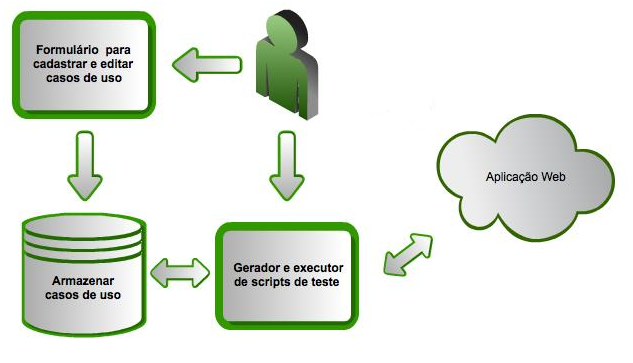 Formulário para
cadastrar e editar
casos de uso
Aplicação Web
Armazenar
casos de uso
Gerador e executor
de scripts de teste